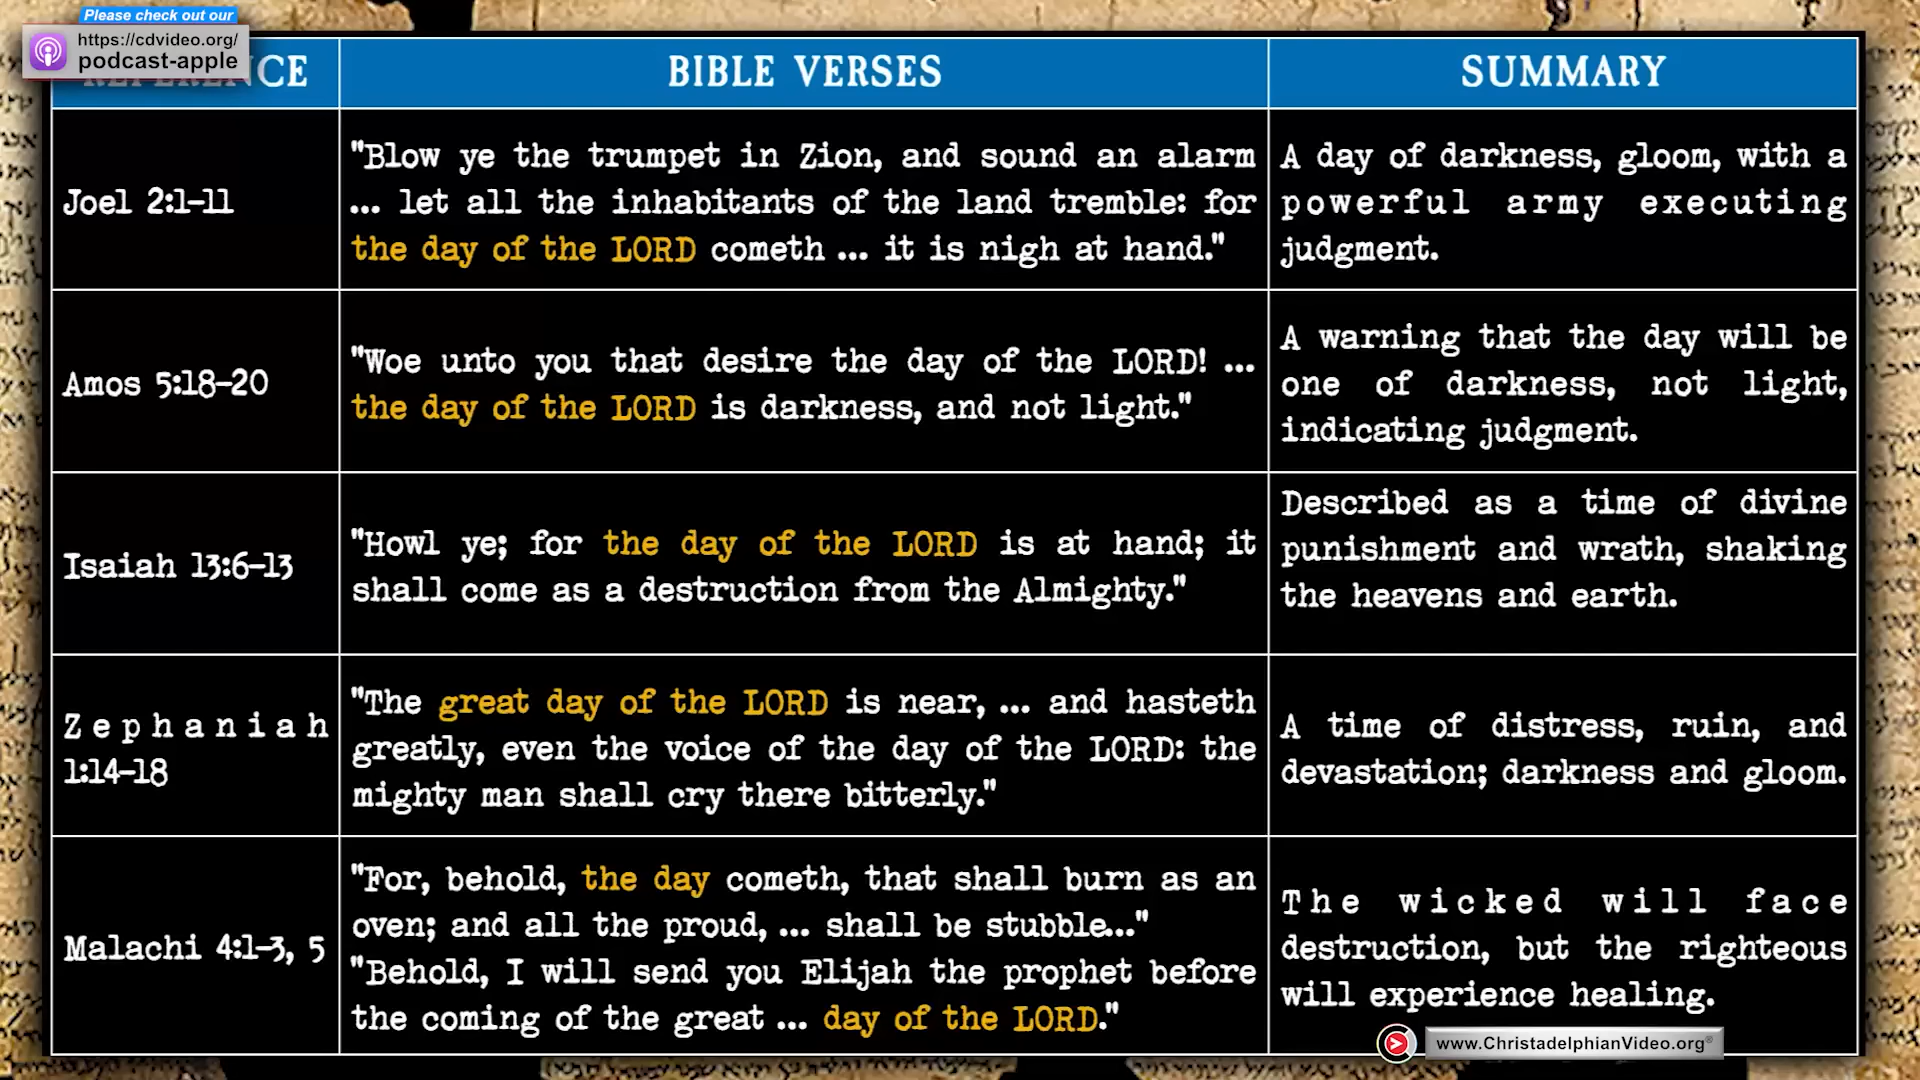 Please check out our
https://cdvideo.org/
podcast-apple
REFERENCE
BIBLE VERSES
SUMMARY
Joel 2:1-11
"Blow ye the trumpet in Zion, and sound an alarm
... let all the inhabitants of the land tremble: for
the day of the LORD cometh ... it is nigh at hand."
A day of darkness, gloom, with a
powerful army executing
judgment.
Amos 5:18-20
"Woe unto you that desire the day of the LORD! ...
the day of the LORD is darkness, and not light."
A warning that the day will be
one of darkness, not light,
indicating judgment.
Isaiah 13:6-13
"Howl ye; for the day of the LORD is at hand; it
shall come as a destruction from the Almighty."
Described as a time of divine
punishment and wrath, shaking
the heavens and earth.
Zephaniah
1:14-18
"The great day of the LORD is near, ... and hasteth
greatly, even the voice of the day of the LORD: the
mighty man shall cry there bitterly."
A time of distress, ruin, and
devastation; darkness and gloom.
Malachi 4:1-3, 5
"For, behold, the day cometh, that shall burn as an
oven; and all the proud, ... shall be stubble..."
"Behold, I will send you Elijah the prophet before
the coming of the great ... day of the LORD."
The wicked will face
destruction, but the righteous
will experience healing.
www.ChristadelphianVideo.org®